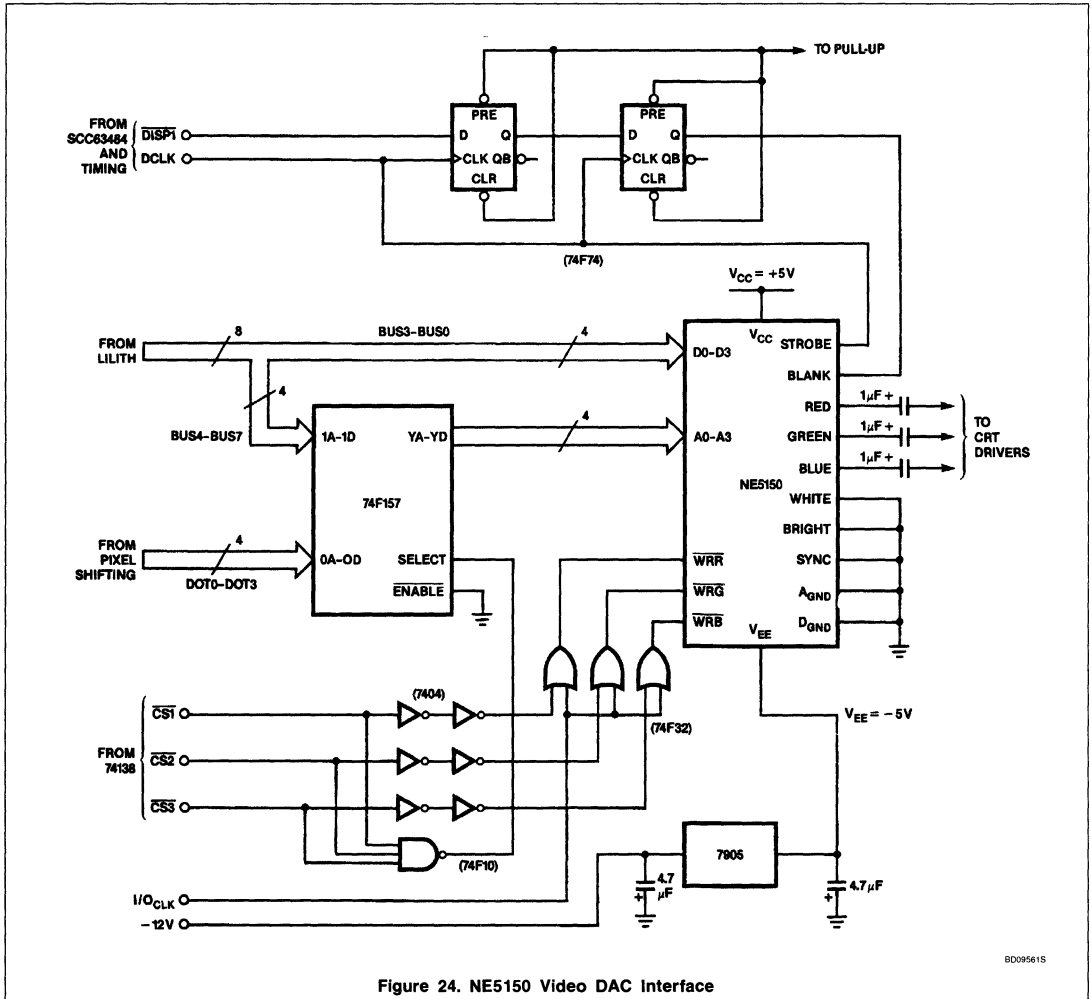 TO PULL-UP
FROM
SCC63484
AND
TIMING
DISP1
DCLK
PRE
D Q
CLK QB
CLR
PRE
D Q
CLK QB
CLR
(74F74)
VCC = +5V
FROM
LILITH
8
BUS3–BUS0
4
4
BUS4–BUS7
1A-1D YA-YD
4
74F157
FROM
PIXEL
SHIFTING
4
DOT0–DOT3
0A-OD
SELECT
ENABLE
VCC
STROBE
D0–D3
BLANK
RED
A0–A3
GREEN
BLUE
NE5150
WHITE
BRIGHT
WRR
SYNC
WRG
AGND
WRB
DGND
VEE
1μF +
1μF +
1μF +
TO
CRT
DRIVERS
FROM
74138
CS1
CS2
CS3
(7404)
(74F32)
(74F10)
VEE = – 5V
7905
I/OCLK
–12V
4.7
μF
+
4.7μF
+
BD09561S
Figure 24. NE5150 Video DAC Interface